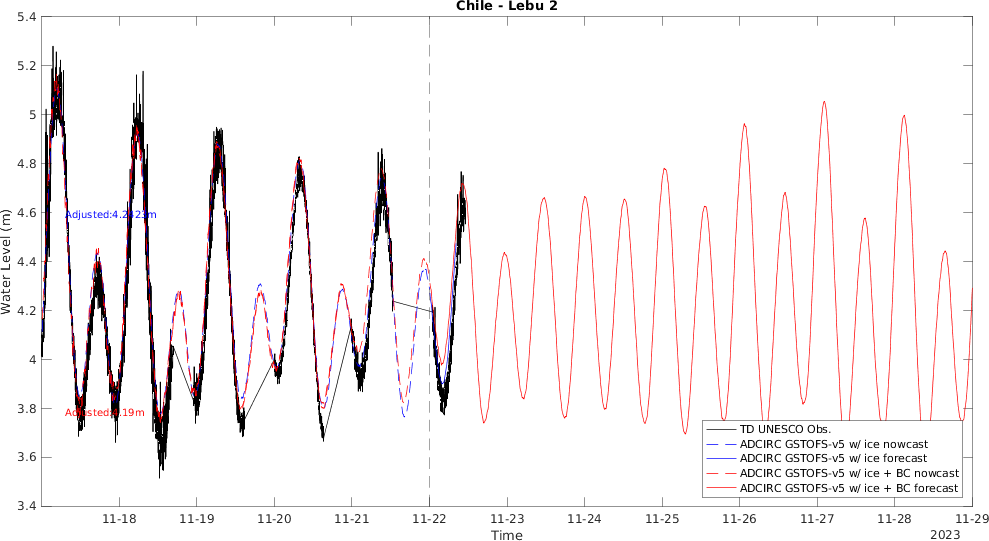 Chile - Lebu 2
5.4
5.2
5
4.8
4.6
4.4
4.2
4
3.8
3.6
3.4
Water Level (m)
Adjusted:4.2423m
Adjusted:4.19m
TD UNESCO Obs.
ADCIRC GSTOFS-v5 w/ ice nowcast
ADCIRC GSTOFS-v5 w/ ice forecast
ADCIRC GSTOFS-v5 w/ ice + BC nowcast
ADCIRC GSTOFS-v5 w/ ice + BC forecast
11-18 11-19 11-20 11-21 11-22 11-23 11-24 11-25 11-26 11-27 11-28 11-29
Time
2023